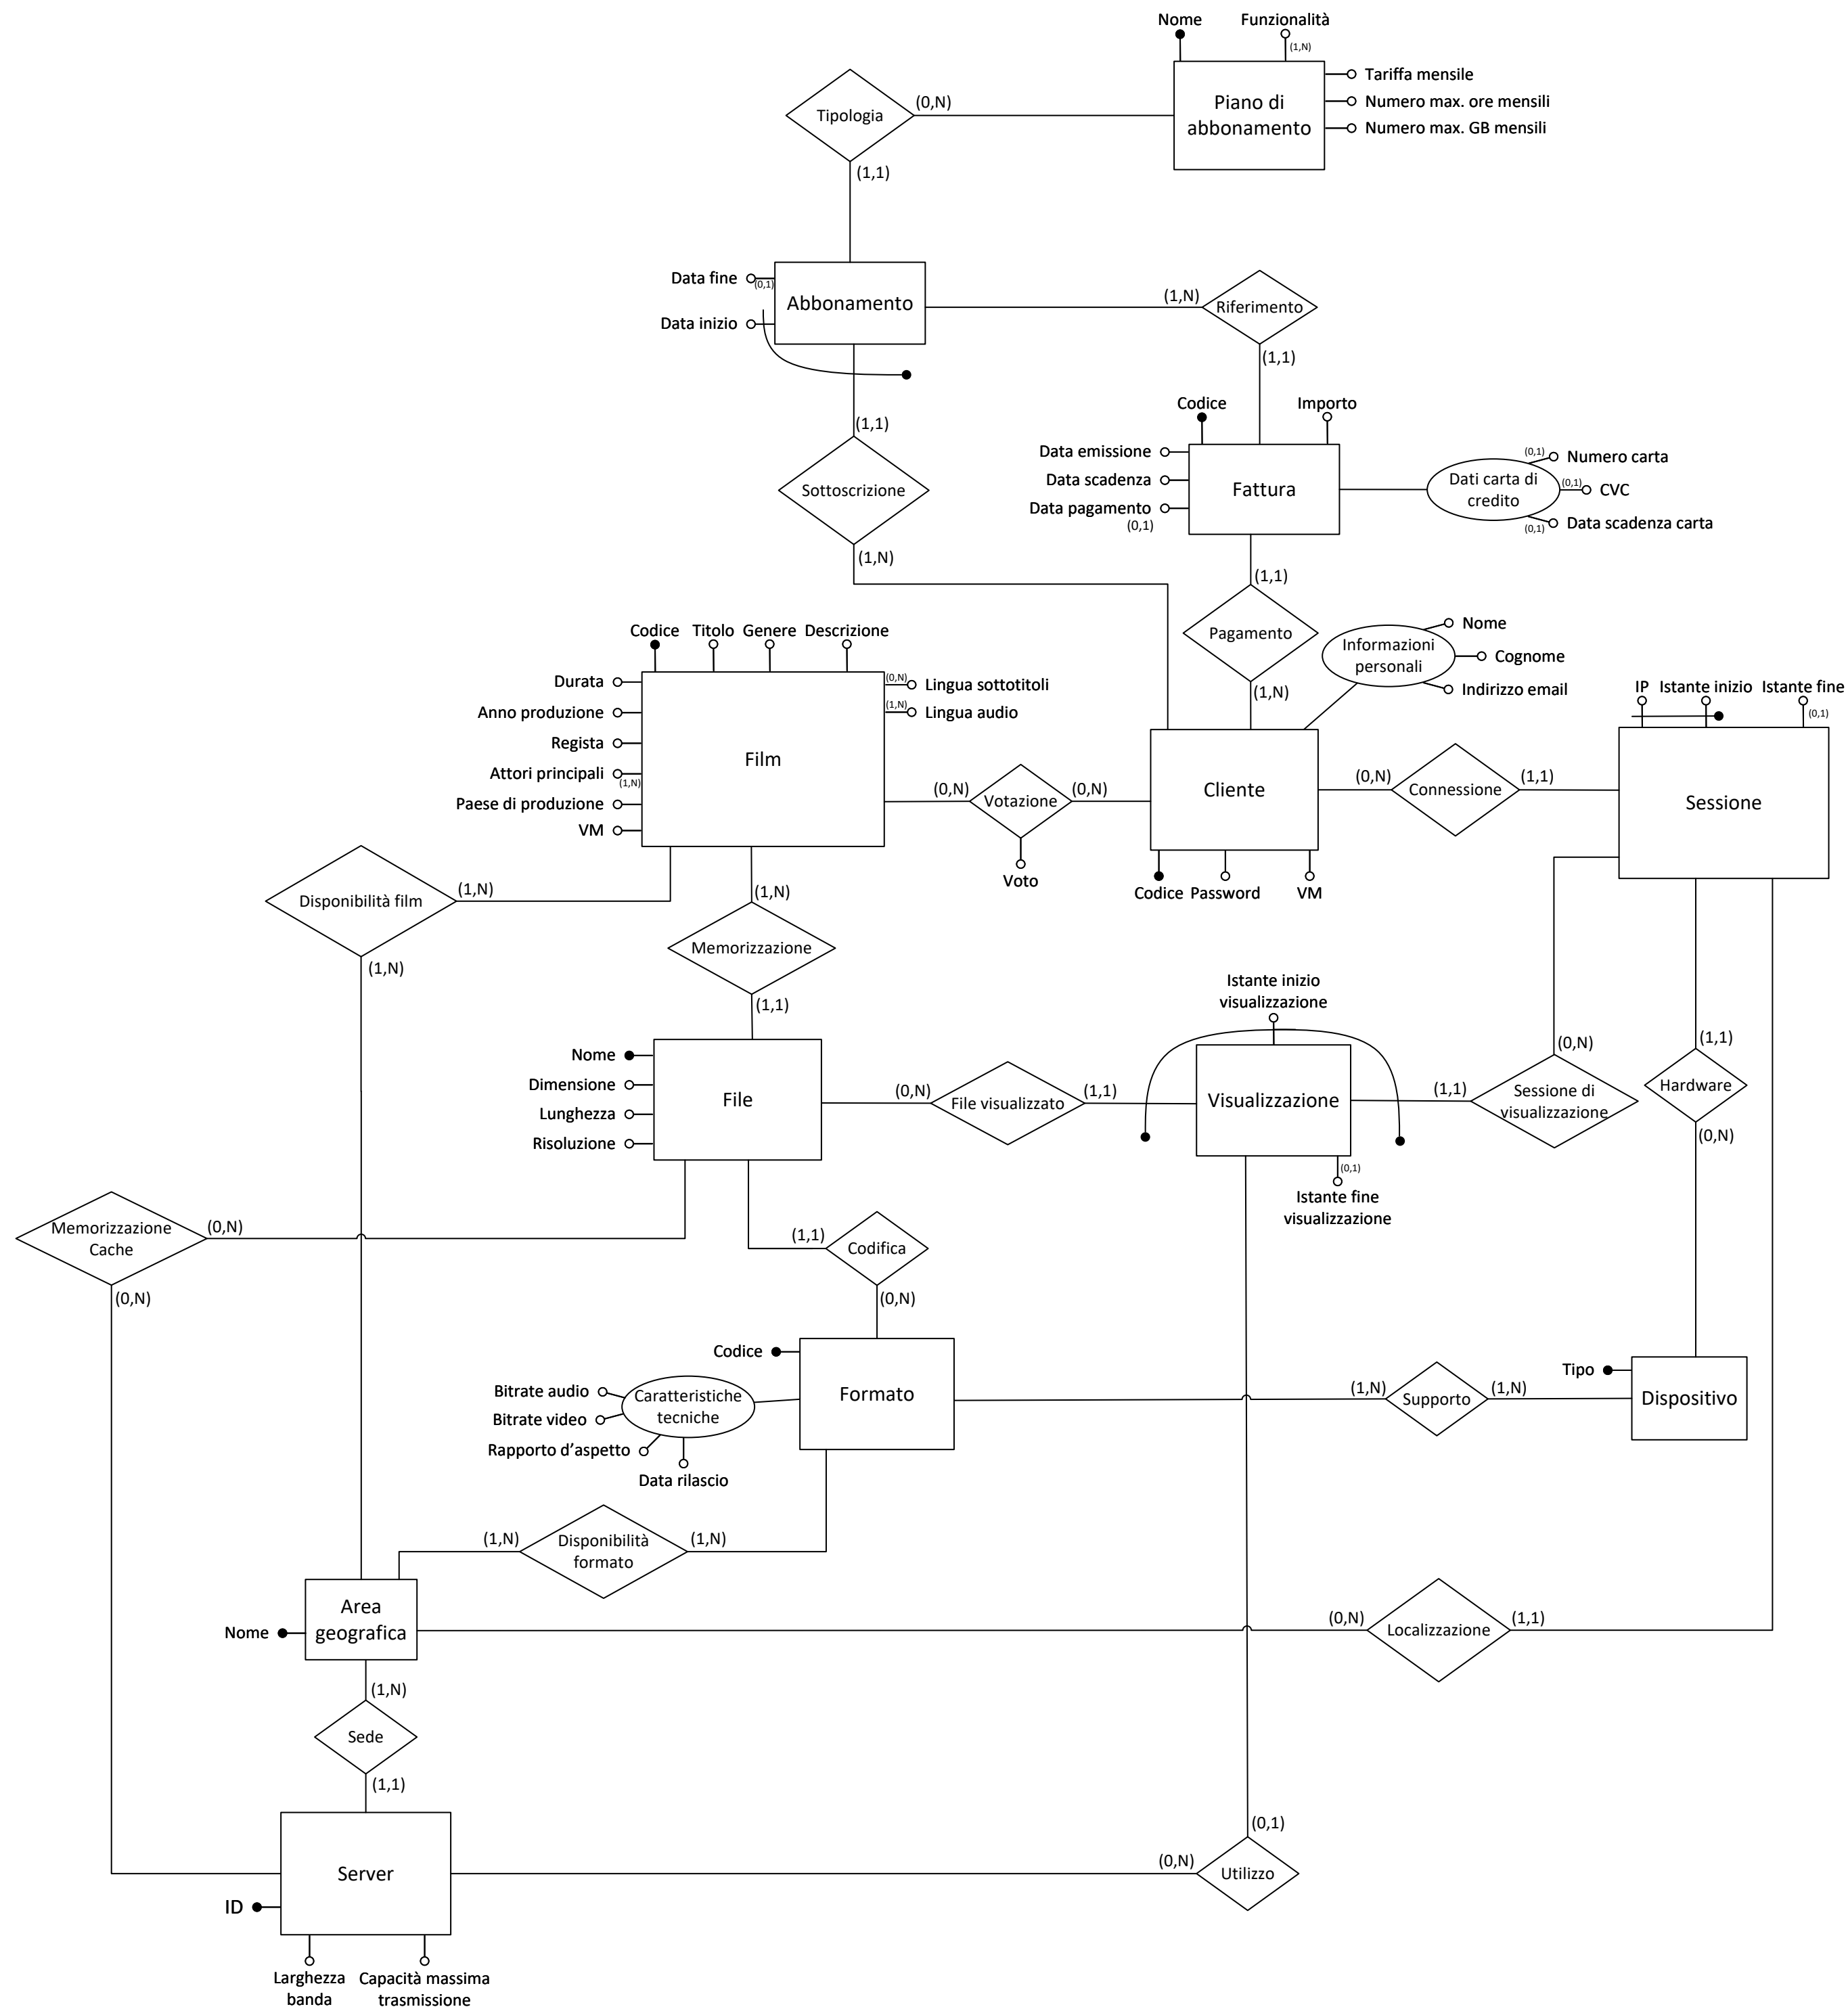 Nome
Funzionalità
(1,N)
Piano di
abbonamento
Tariffa mensile
Numero max. ore mensili
Numero max. GB mensili
Tipologia
(0,N)
(1,1)
Data fine
(0,1)
Data inizio
Abbonamento
(1,N)
Riferimento
(1,1)
(1,1)
Sottoscrizione
(1,N)
Codice
Importo
Data emissione
Data scadenza
Data pagamento
(0,1)
Fattura
Dati carta di
credito
(0,1)
Numero carta
(0,1)
CVC
(0,1)
Data scadenza carta
(1,1)
Pagamento
(1,N)
Informazioni
personali
Nome
Cognome
Indirizzo email
Codice
Titolo
Genere
Descrizione
Durata
Anno produzione
Regista
Attori principali
(1,N)
Paese di produzione
VM
Film
(0,N)
Lingua sottotitoli
(1,N)
Lingua audio
(0,N)
Votazione
(0,N)
Voto
Cliente
Codice
Password
VM
(0,N)
Connessione
(1,1)
IP
Istante inizio
Istante fine
(0,1)
Sessione
Disponibilità film
(1,N)
(1,N)
(1,N)
Memorizzazione
(1,1)
Nome
Dimensione
Lunghezza
Risoluzione
File
(0,N)
File visualizzato
(1,1)
Istante inizio
visualizzazione
Visualizzazione
(0,1)
Istante fine
visualizzazione
(1,1)
Sessione di
visualizzazione
(0,N)
(1,1)
Hardware
(0,N)
Memorizzazione
Cache
(0,N)
(0,N)
(1,1)
Codifica
(0,N)
Codice
Formato
Caratteristiche
tecniche
Bitrate audio
Bitrate video
Rapporto d’aspetto
Data rilascio
(1,N)
Supporto
(1,N)
Tipo
Dispositivo
(1,N)
Disponibilità
formato
(1,N)
Area
geografica
Nome
(0,N)
Localizzazione
(1,1)
(1,N)
Sede
(1,1)
Server
ID
Larghezza
banda
Capacità massima
trasmissione
(0,N)
Utilizzo
(0,1)